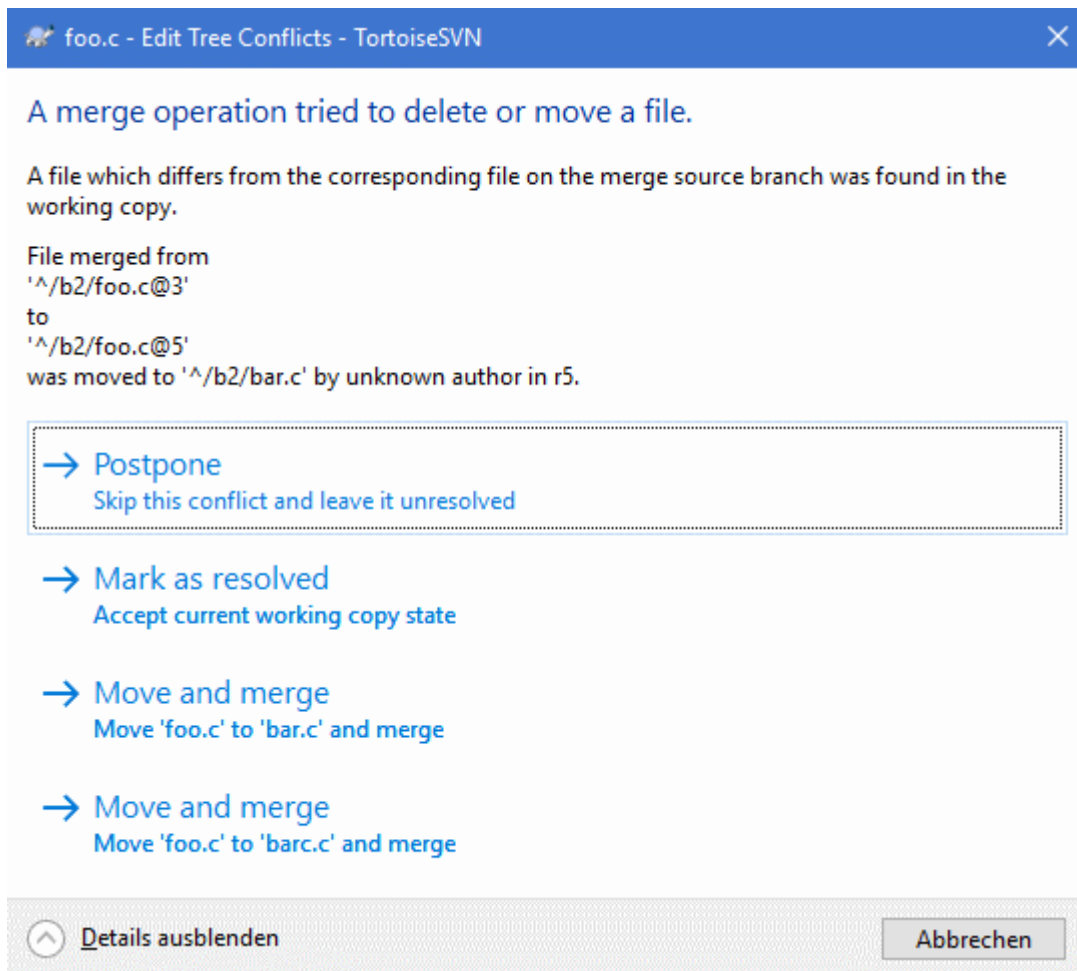 foo.c - Edit Tree Conflicts - TortoiseSVN
A merge operation tried to delete or move a file.
A file which differs from the corresponding file on the merge source branch was found in the
working copy.
File merged from
'^/b2/foo.c@3'
to
'^/b2/foo.c@5'
was moved to '^/b2/bar.c' by unknown author in r5.
Postpone
Skip this conflict and leave it unresolved
Mark as resolved
Accept current working copy state
Move and merge
Move 'foo.c' to 'bar.c' and merge
Move and merge
Move 'foo.c' to 'barc.c' and merge
Details ausblenden
Abbrechen